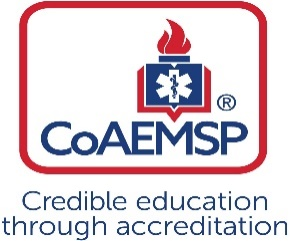 ®
CoAEMSP
Credible education
through accreditation